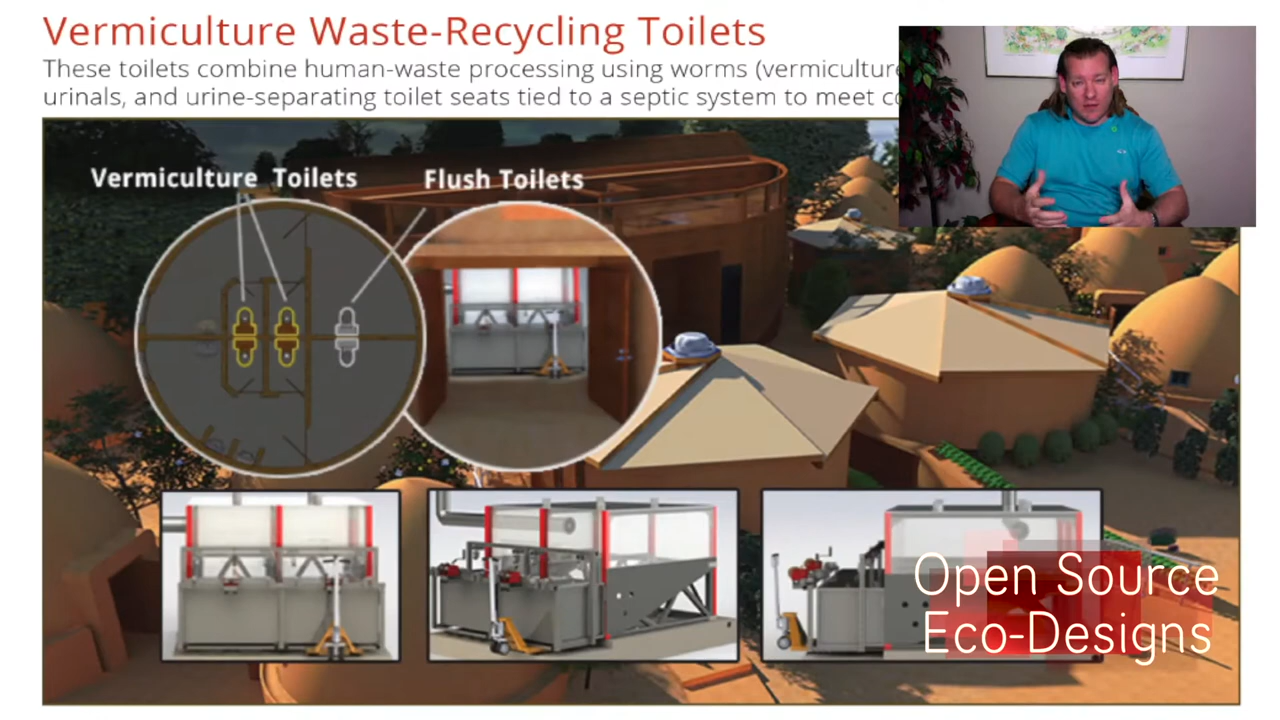 Vermiculture Waste-Recycling Toilets
These toilets combine human-waste processing using worms (vermiculture
urinals, and urine-separating toilet seats tied to a septic system to meet
Vermiculture Toilets
Flush Toilets
Open Source
Eco-Designs